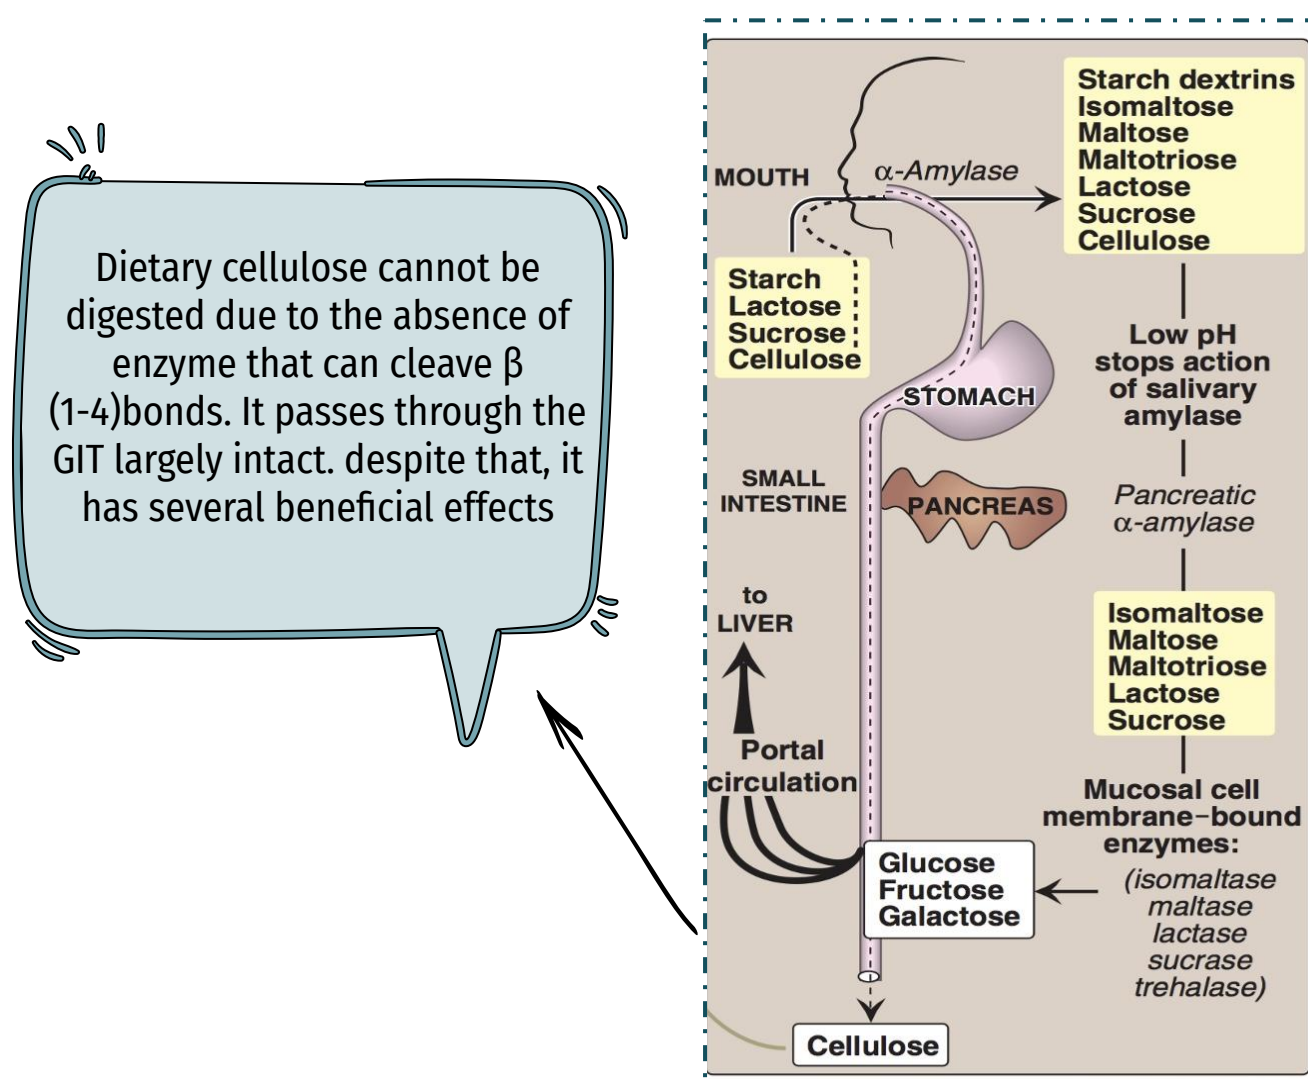 Dietary cellulose cannot be
digested due to the absence of
enzyme that can cleave β
(1-4)bonds. It passes through the
GIT largely intact. despite that, it
has several beneficial effects
MOUTH
α-Amylase
Starch
Lactose
Sucrose
Cellulose
Starch dextrins
Isomaltose
Maltose
Maltotriose
Lactose
Sucrose
Cellulose
Low pH
stops action
of salivary
amylase
STOMACH
SMALL
INTESTINE
PANCREAS
Pancreatic
α-amylase
to
LIVER
Isomaltose
Maltose
Maltotriose
Lactose
Sucrose
Portal
circulation
Mucosal cell
membrane–bound
enzymes:
(isomaltase
maltase
lactase
sucrase
trehalase)
Glucose
Fructose
Galactose
Cellulose